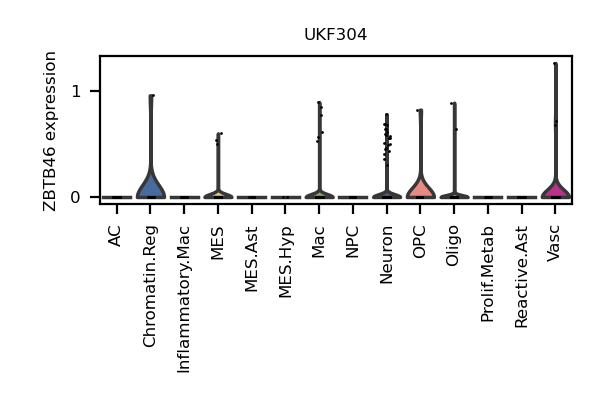 UKF304
ZBTB46 expression
1
0
AC
Chromatin.Reg
Inflammatory.Mac
MES
MES.Ast
MES.Hyp
Mac
NPC
Neuron
OPC
Oligo
Prolif.Metab
Reactive.Ast
Vasc